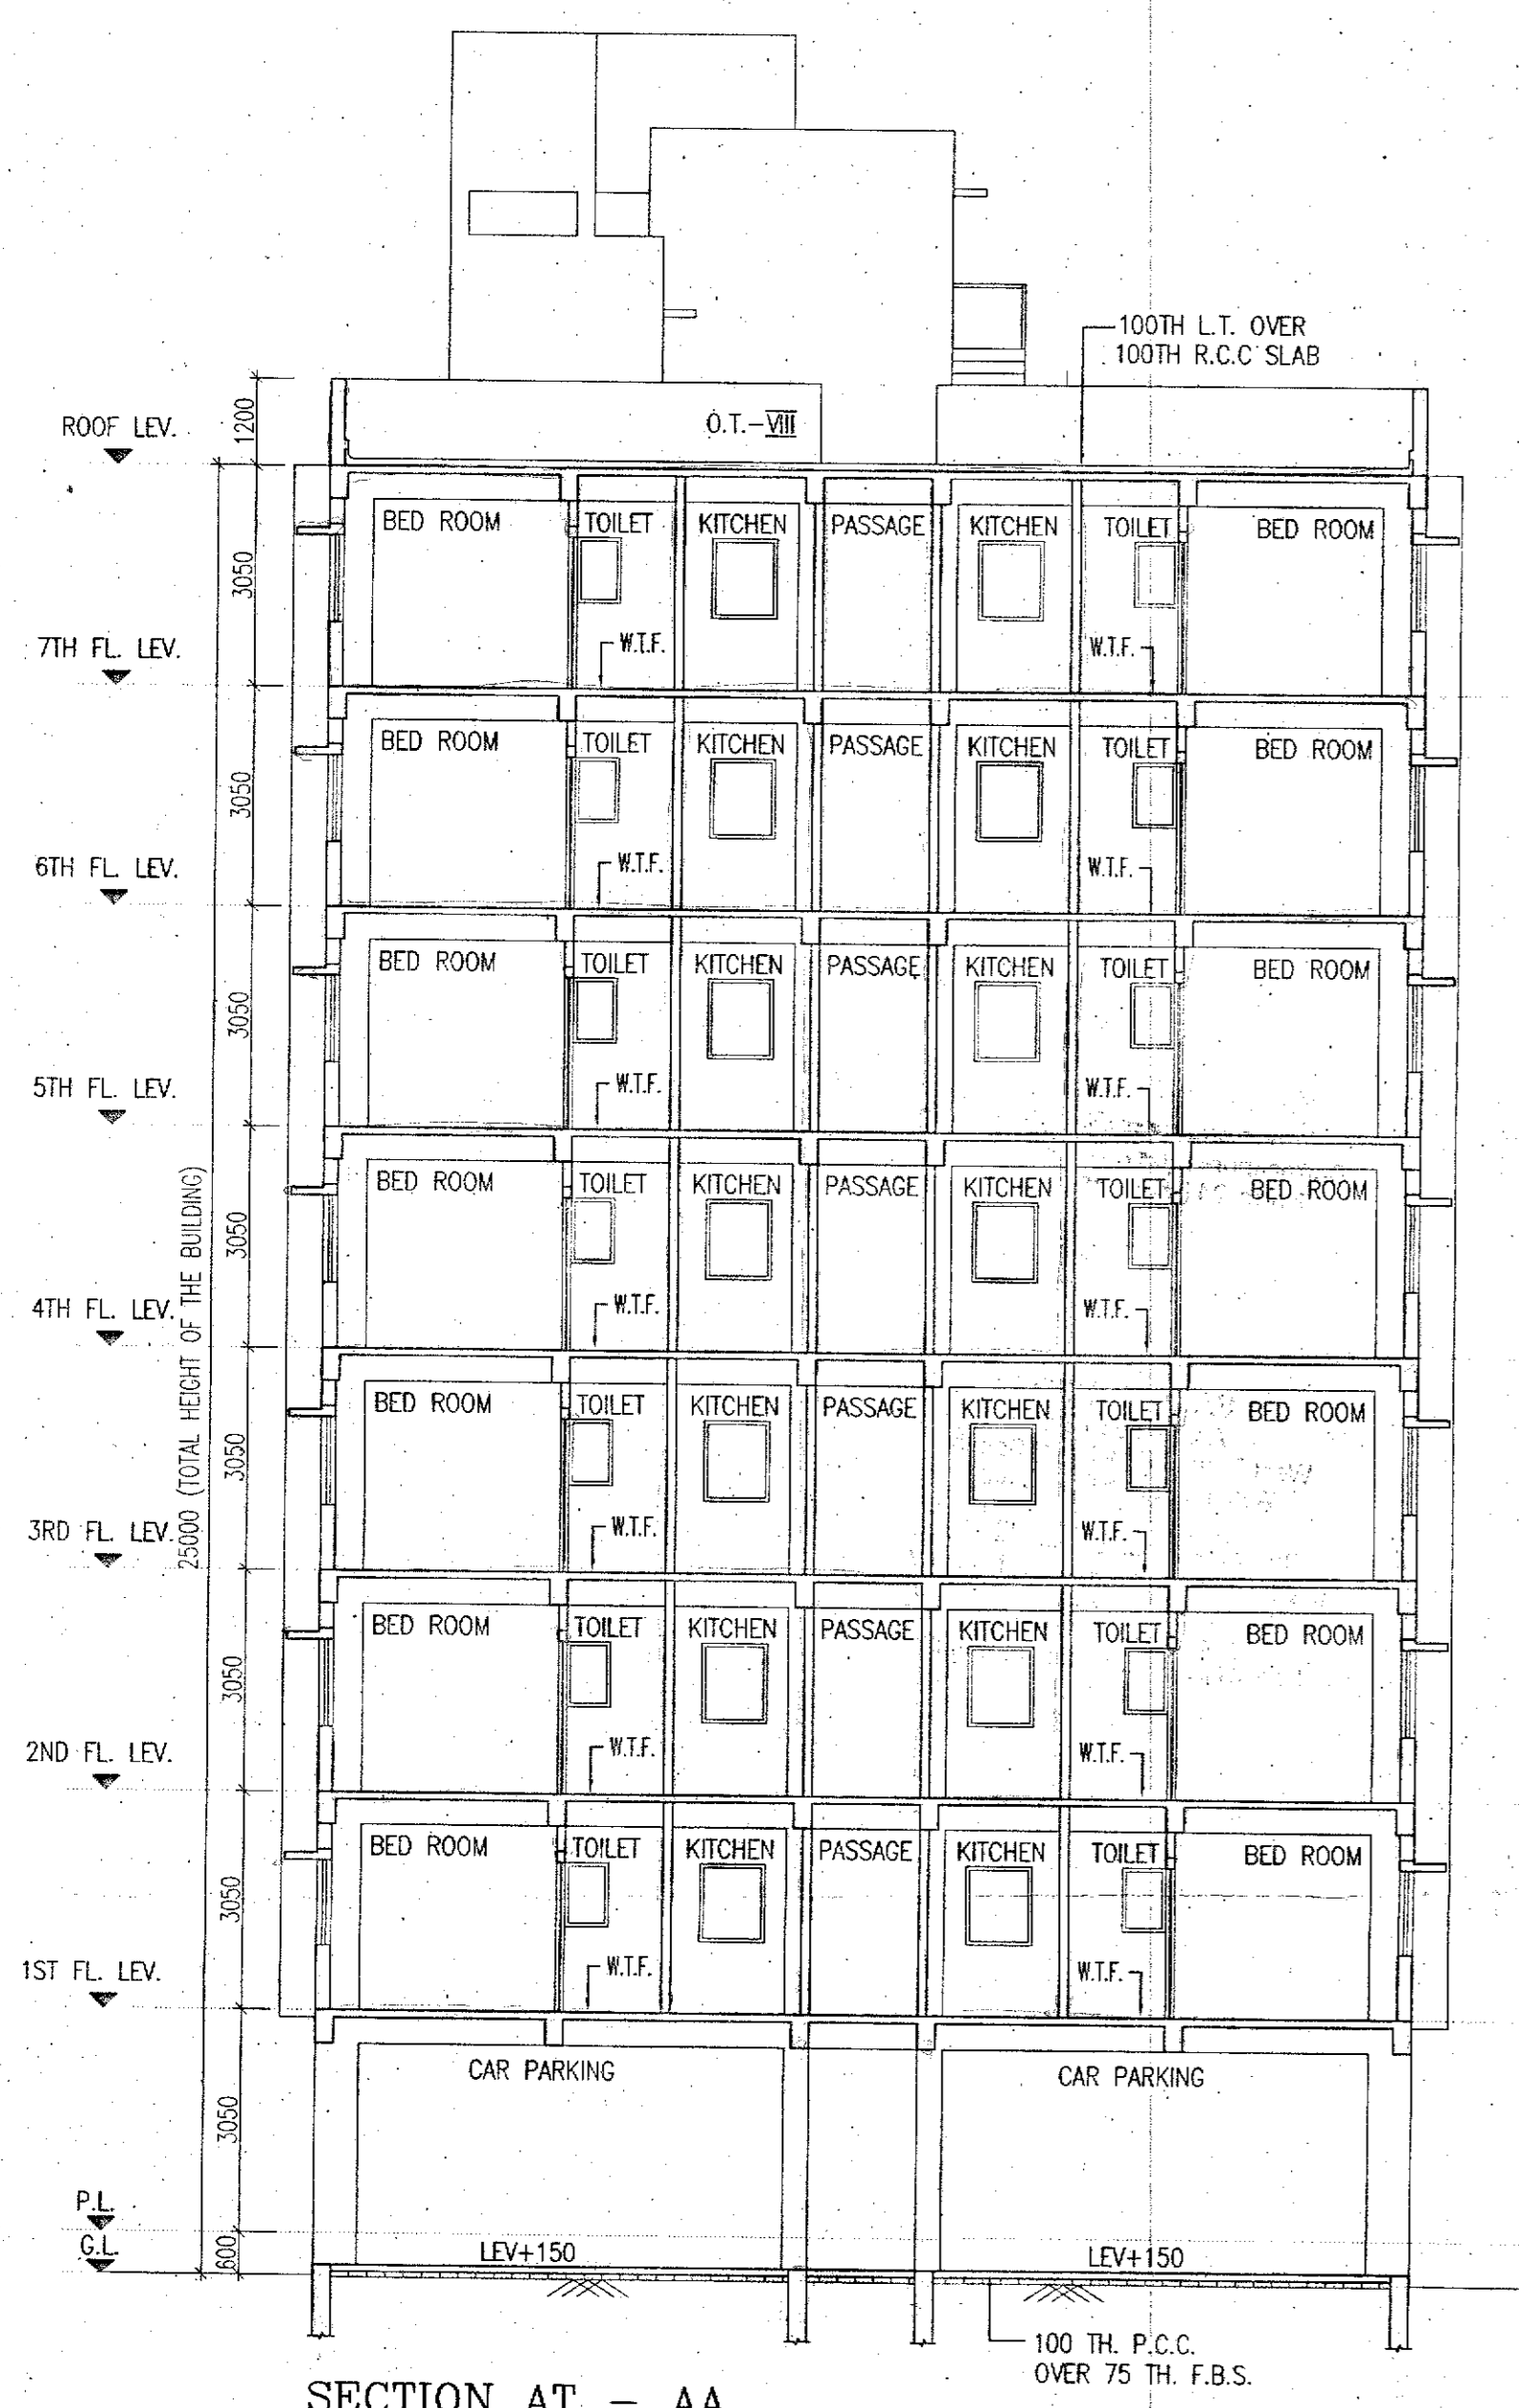 100TH L.T. OVER
100TH R.C.C SLAB
ROOF LEV.
1200
O.T.-VIII
BED ROOM TOILET KITCHEN PASSAGE KITCHEN TOILET BED ROOM
3050
W.T.F. W.T.F.
7TH FL. LEV.
BED ROOM TOILET KITCHEN PASSAGE KITCHEN TOILET BED ROOM
3050
W.T.F. W.T.F.
6TH FL. LEV.
BED ROOM TOILET KITCHEN PASSAGE KITCHEN TOILET BED ROOM
3050
W.T.F. W.T.F.
5TH FL. LEV.
25000 (TOTAL HEIGHT OF THE BUILDING)
BED ROOM TOILET KITCHEN PASSAGE KITCHEN TOILET BED ROOM
3050
W.T.F. W.T.F.
4TH FL. LEV.
BED ROOM TOILET KITCHEN PASSAGE KITCHEN TOILET BED ROOM
3050
W.T.F. W.T.F.
3RD FL. LEV.
BED ROOM TOILET KITCHEN PASSAGE KITCHEN TOILET BED ROOM
3050
W.T.F. W.T.F.
2ND FL. LEV.
BED ROOM TOILET KITCHEN PASSAGE KITCHEN TOILET BED ROOM
3050
W.T.F. W.T.F.
1ST FL. LEV.
CAR PARKING CAR PARKING
3050
P.L.
G.L.
600
LEV+150 LEV+150
100 TH. P.C.C.
OVER 75 TH. F.B.S.
SECTION AT - AA